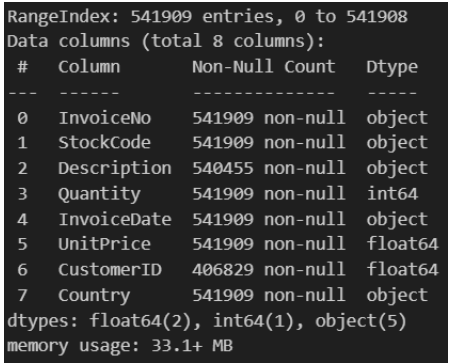 RangeIndex: 541909 entries, 0 to 541908
Data columns (total 8 columns):
 #   Column       Non-Null Count   Dtype
---  ------       --------------   -----
 0   InvoiceNo    541909 non-null  object
 1   StockCode    541909 non-null  object
 2   Description  540455 non-null  object
 3   Quantity     541909 non-null  int64
 4   InvoiceDate  541909 non-null  object
 5   UnitPrice    541909 non-null  float64
 6   CustomerID   406829 non-null  float64
 7   Country      541909 non-null  object
dtypes: float64(2), int64(1), object(5)
memory usage: 33.1+ MB